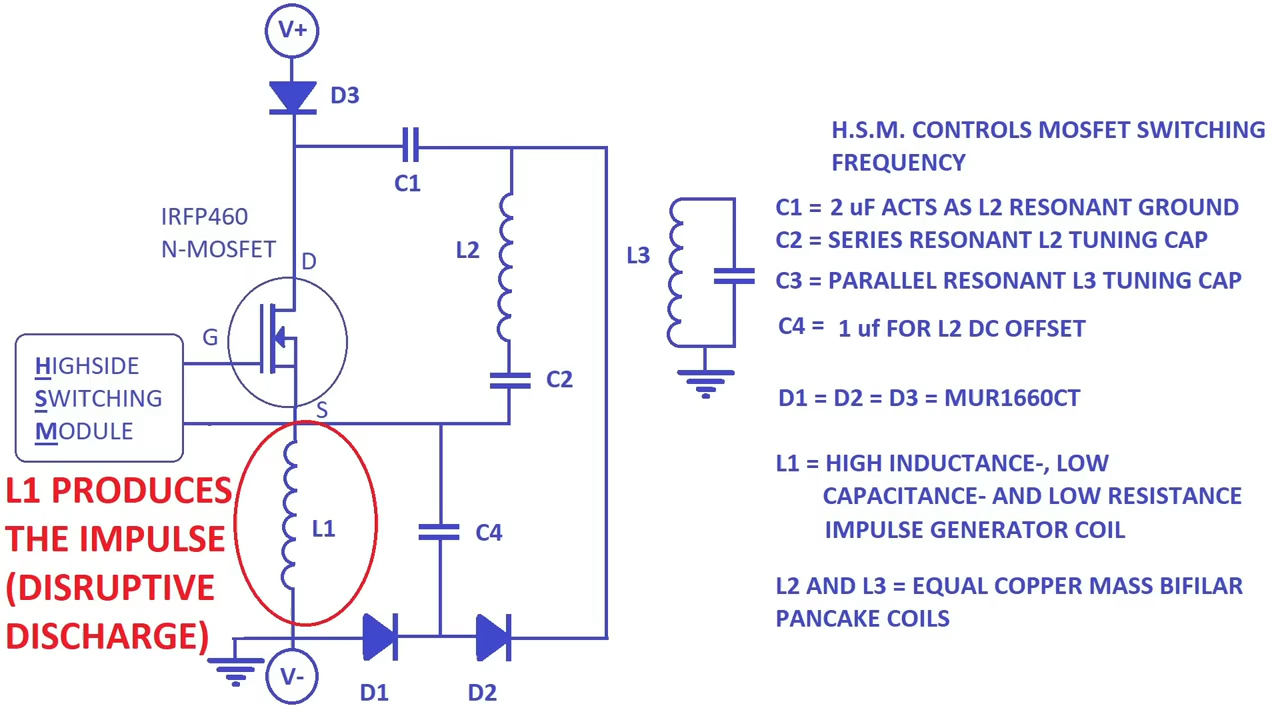 V+
D3
C1
IRFP460
N-MOSFET
D
G
S
L2
C2
HIGHSIDE
SWITCHING
MODULE
L1 PRODUCES
THE IMPULSE
(DISRUPTIVE
DISCHARGE)
L1
C4
V-
D1
D2
L3
H.S.M. CONTROLS MOSFET SWITCHING
FREQUENCY
C1 = 2 uF ACTS AS L2 RESONANT GROUND
C2 = SERIES RESONANT L2 TUNING CAP
C3 = PARALLEL RESONANT L3 TUNING CAP
C4 = 1 uf FOR L2 DC OFFSET
D1 = D2 = D3 = MUR1660CT
L1 = HIGH INDUCTANCE-, LOW
CAPACITANCE- AND LOW RESISTANCE
IMPULSE GENERATOR COIL
L2 AND L3 = EQUAL COPPER MASS BIFILAR
PANCAKE COILS